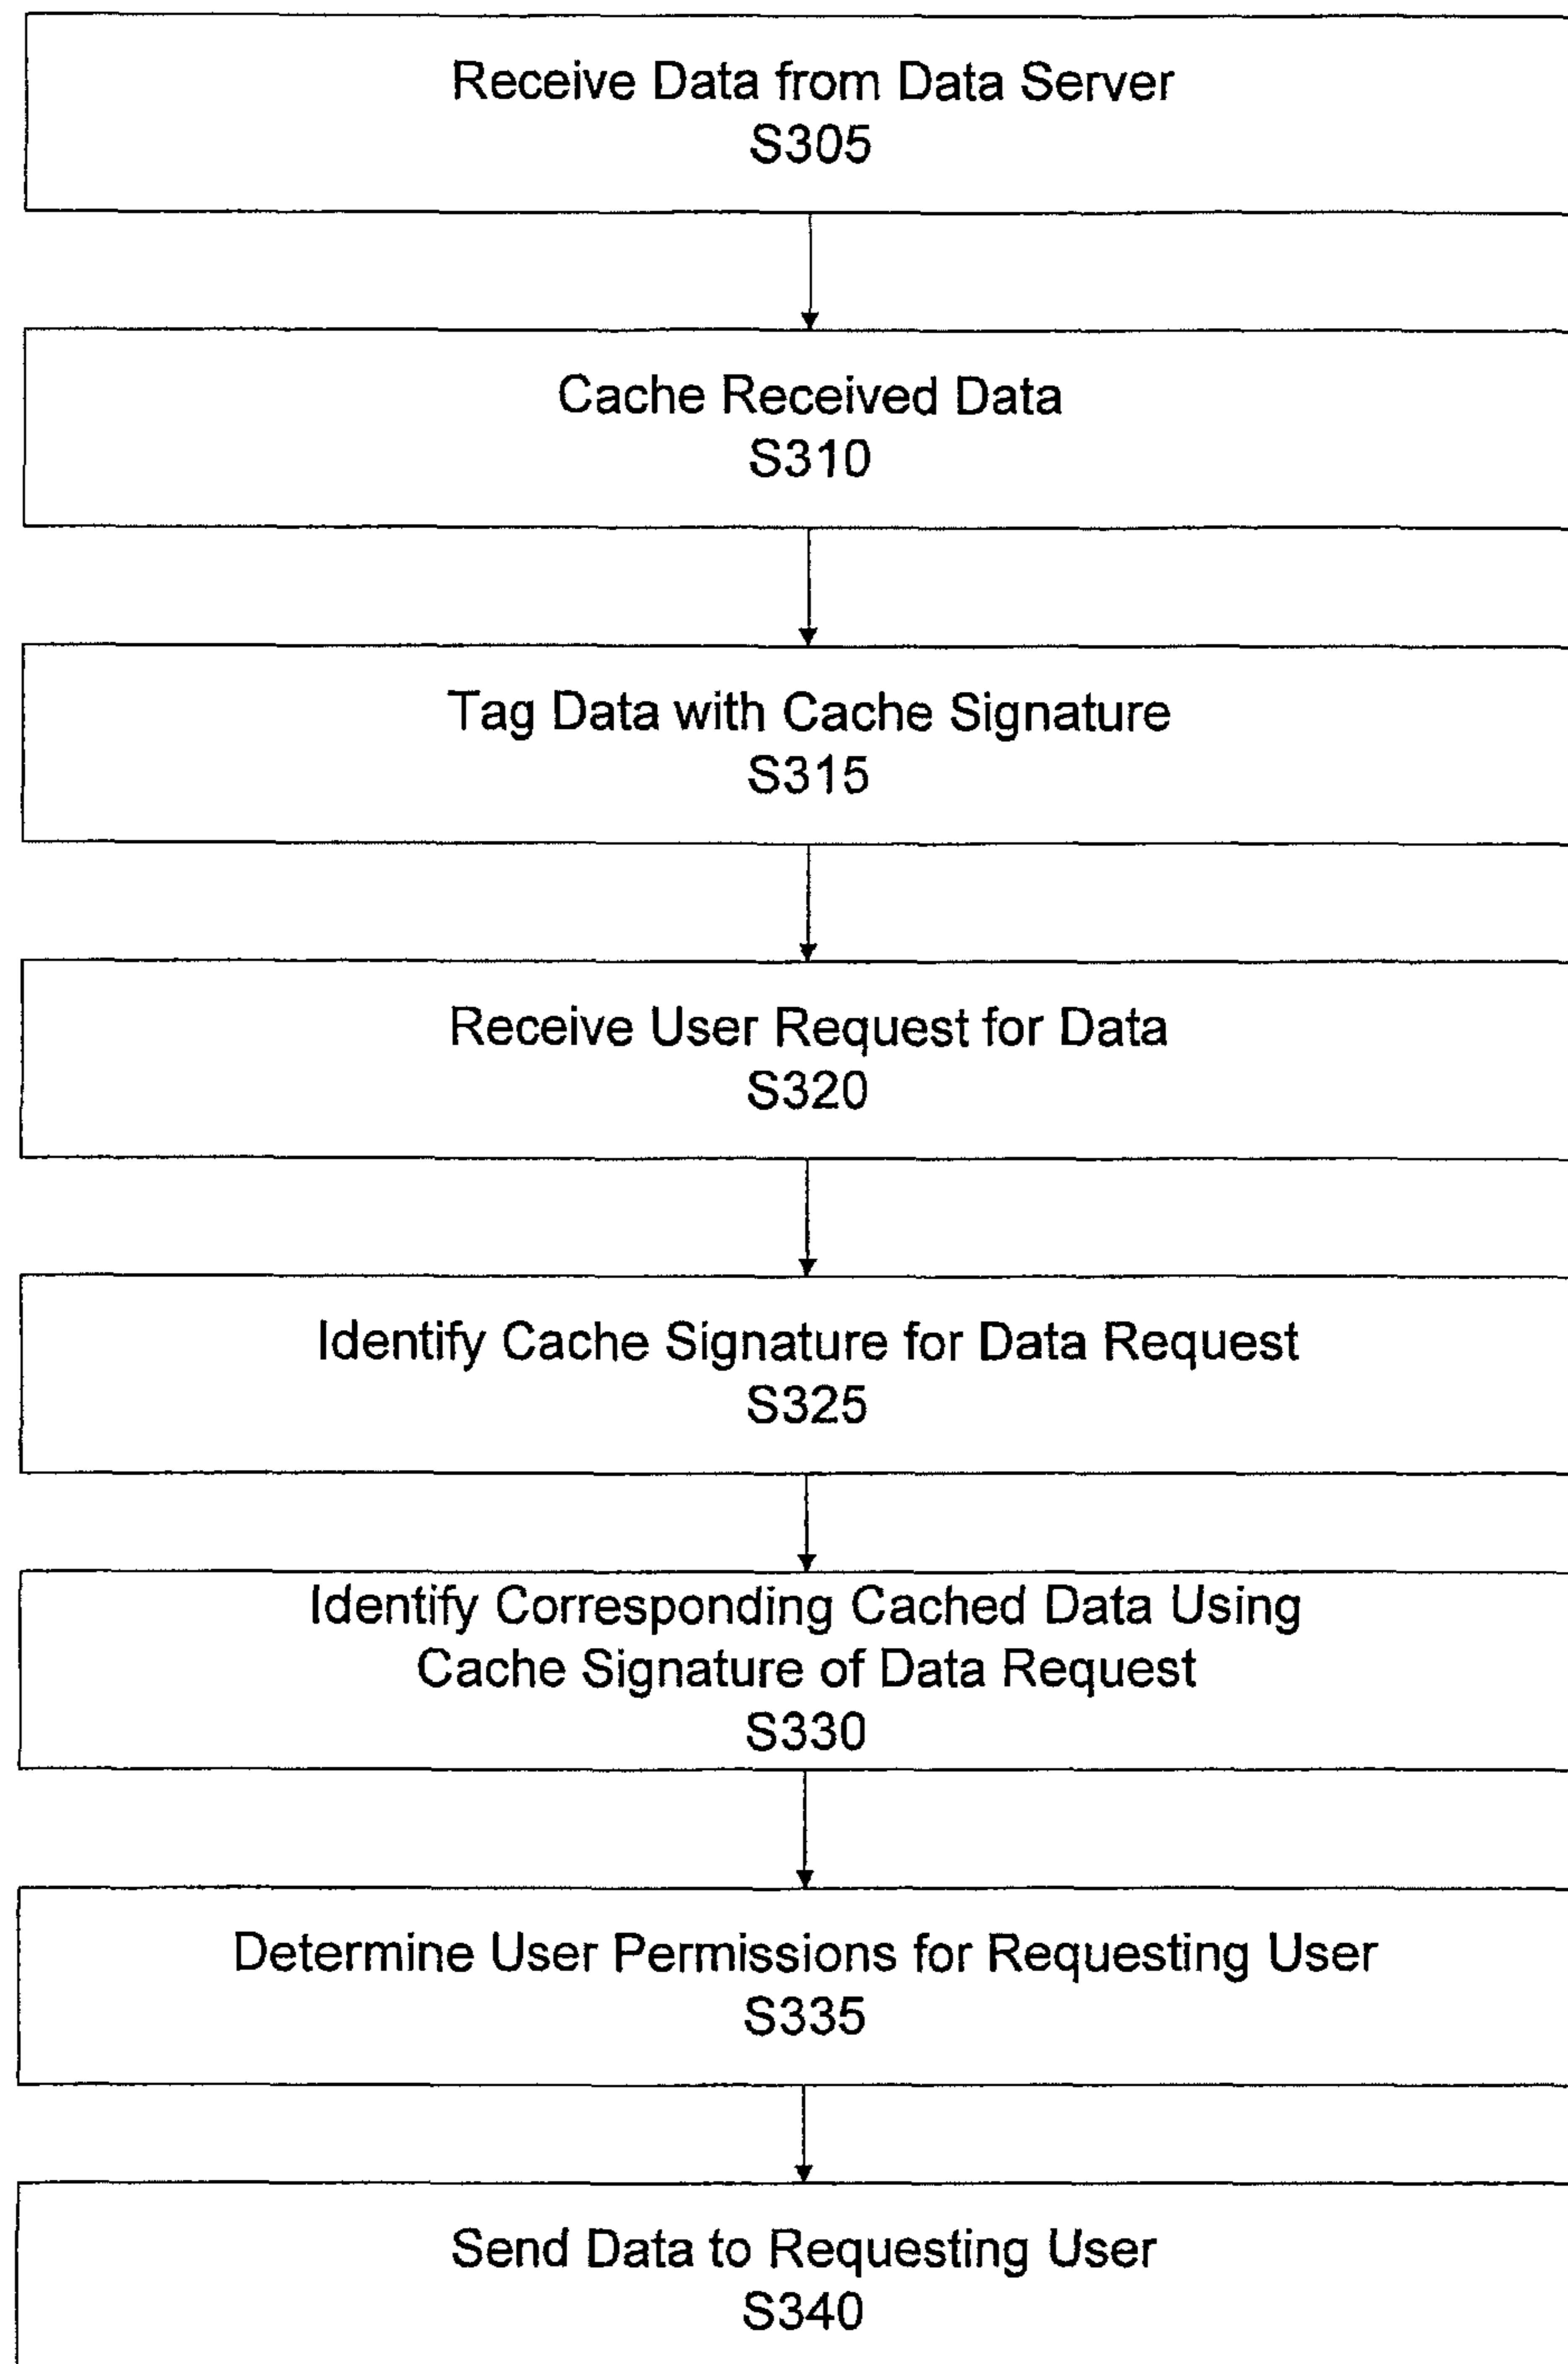 Receive Data from Data Server
S305
Cache Received Data
S310
Tag Data with Cache Signature
S315
Receive User Request for Data
S320
Identify Cache Signature for Data Request
S325
Identify Corresponding Cached Data Using
Cache Signature of Data Request
S330
Determine User Permissions for Requesting User
S335
Send Data to Requesting User
S340